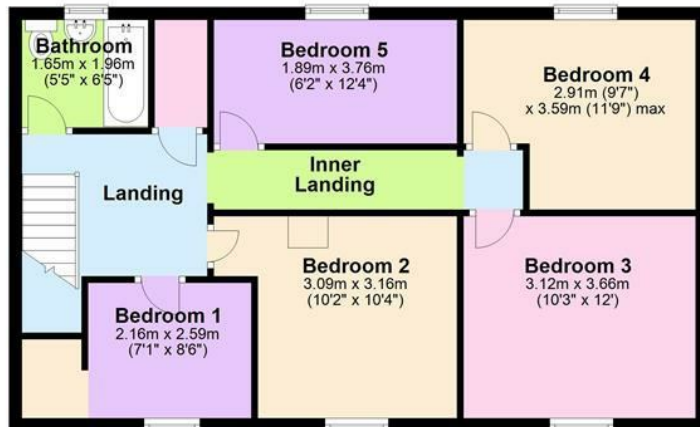 Bathroom
1.65m x 1.96m
(5'5" x 6'5")
Bedroom 5
1.89m x 3.76m
(6'2" x 12'4")
Bedroom 4
2.91m (9'7")
x 3.59m (11'9") max
Inner
Landing
Landing
Bedroom 2
3.09m x 3.16m
(10'2" x 10'4")
Bedroom 3
3.12m x 3.66m
(10'3" x 12')
Bedroom 1
2.16m x 2.59m
(7'1" x 8'6")